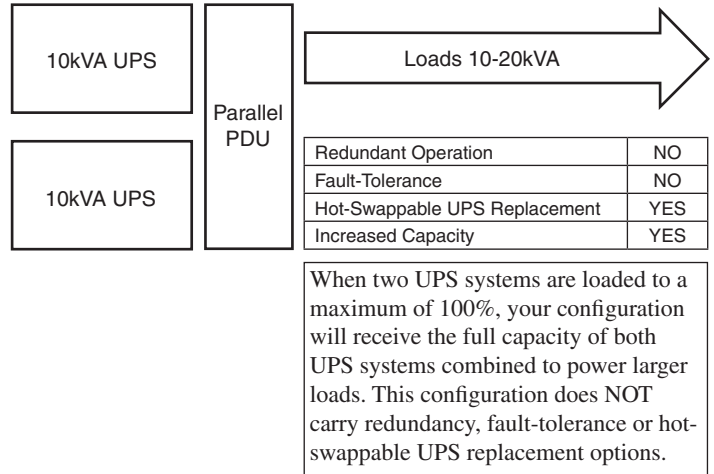 10kVA UPS
10kVA UPS
Parallel
PDU
Loads 10-20kVA
Redundant Operation NO
Fault-Tolerance NO
Hot-Swappable UPS Replacement YES
Increased Capacity YES
When two UPS systems are loaded to a
maximum of 100%, your configuration
will receive the full capacity of both
UPS systems combined to power larger
loads. This configuration does NOT
carry redundancy, fault-tolerance or hot-
swappable UPS replacement options.